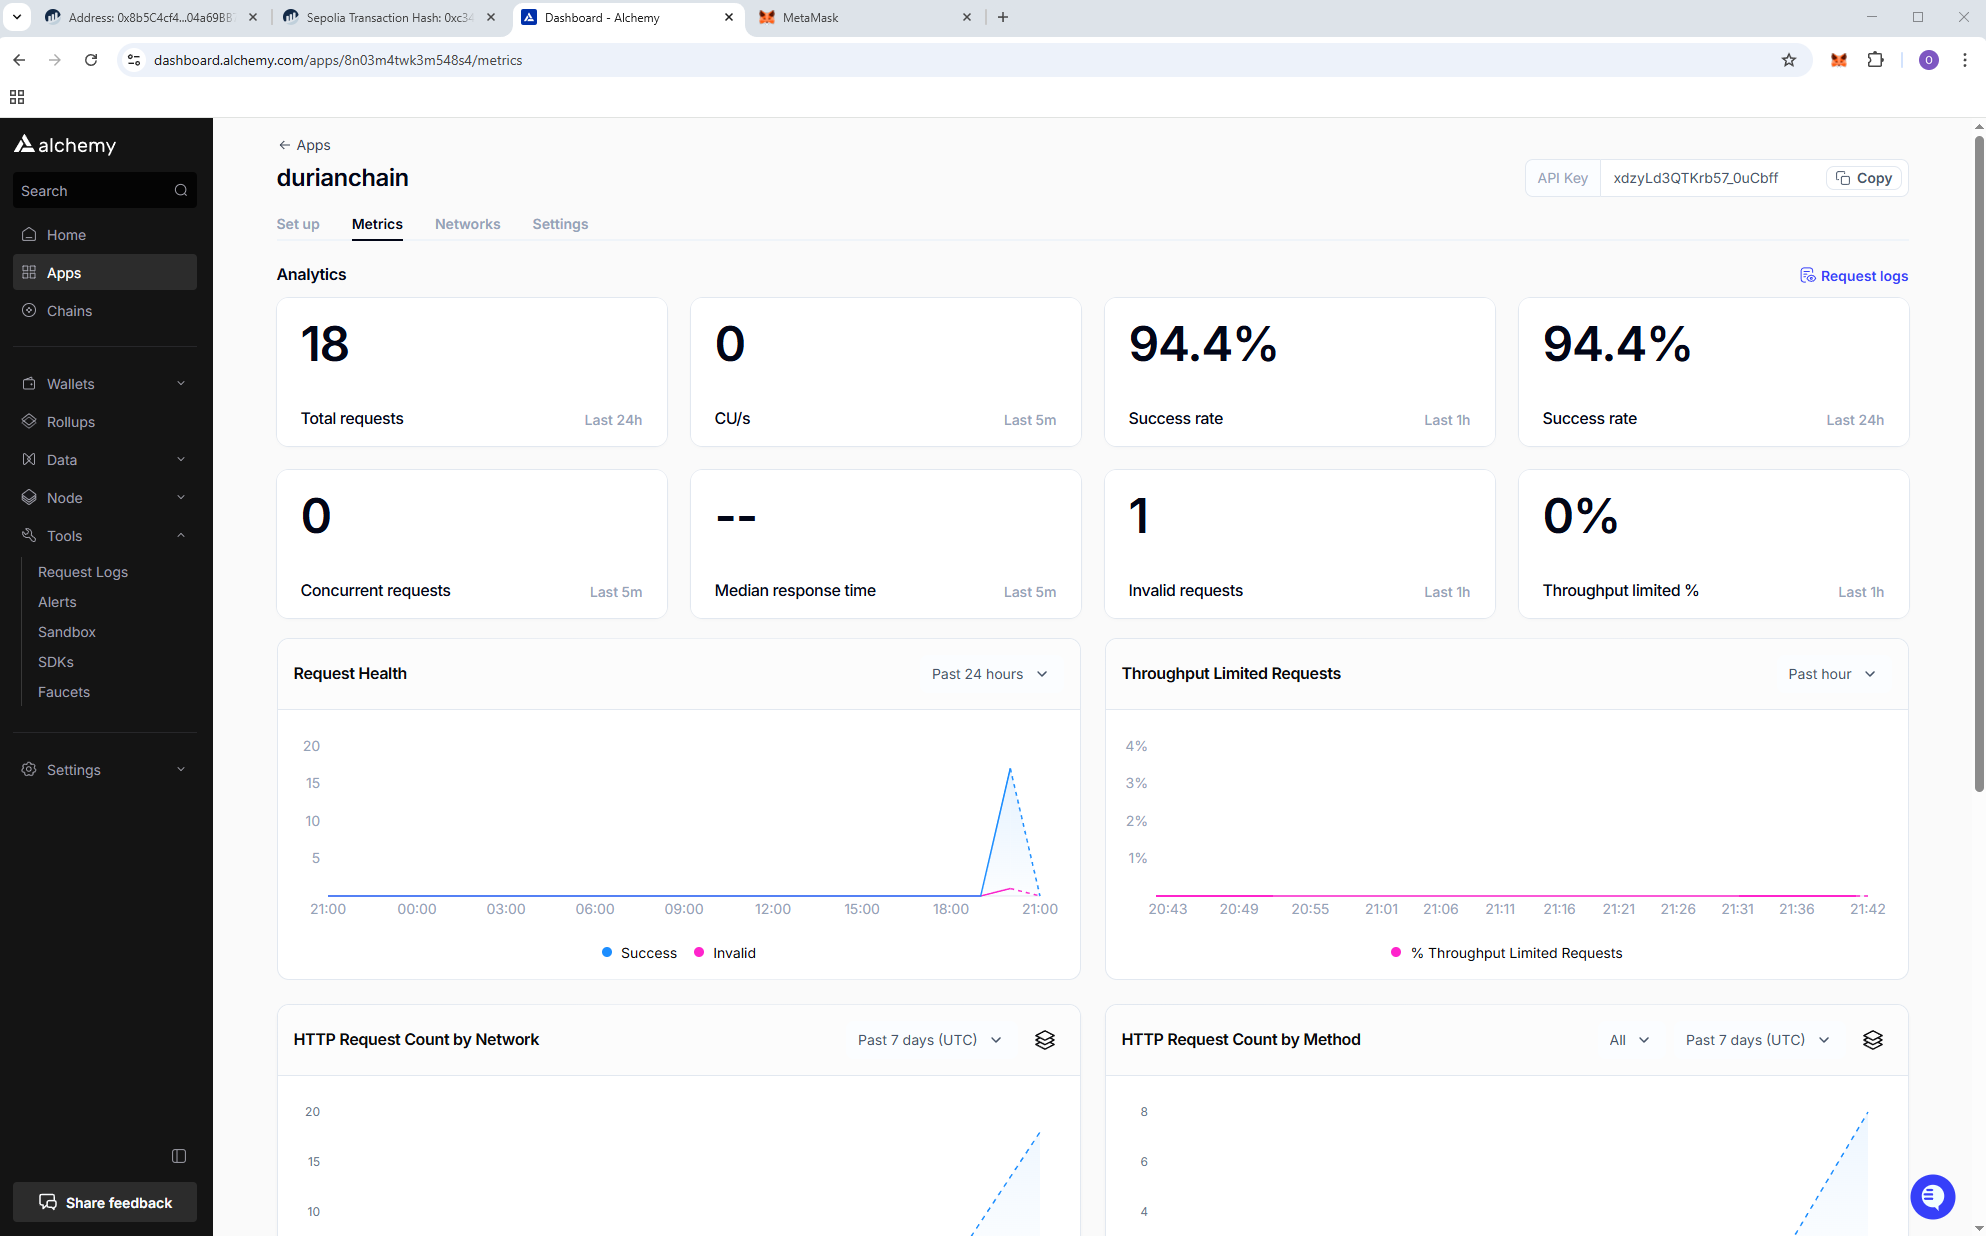 Address: 0x8b5C4cf4...04a69BB
Sepolia Transaction Hash: 0xc34
Dashboard - Alchemy
MetaMask
dashboard.alchemy.com/apps/8n03m4twk3m548s4/metrics
O
alchemy
Search
Home
Apps
Chains
Wallets
Rollups
Data
Node
Tools
Request Logs
Alerts
Sandbox
SDKs
Faucets
Settings
Share feedback
← Apps
durianchain
API Key xdzyLd3QTKrb57_0uCbff Copy
Set up Metrics Networks Settings
Analytics
Request logs
18
Total requests Last 24h
0
CU/s Last 5m
94.4%
Success rate Last 1h
94.4%
Success rate Last 24h
0
Concurrent requests Last 5m
--
Median response time Last 5m
1
Invalid requests Last 1h
0%
Throughput limited % Last 1h
Request Health Past 24 hours
20
15
10
5
21:00 00:00 03:00 06:00 09:00 12:00 15:00 18:00 21:00
Success Invalid
Throughput Limited Requests Past hour
4%
3%
2%
1%
20:43 20:49 20:55 21:01 21:06 21:11 21:16 21:21 21:26 21:31 21:36 21:42
% Throughput Limited Requests
HTTP Request Count by Network Past 7 days (UTC)
20
15
10
HTTP Request Count by Method All Past 7 days (UTC)
8
6
4